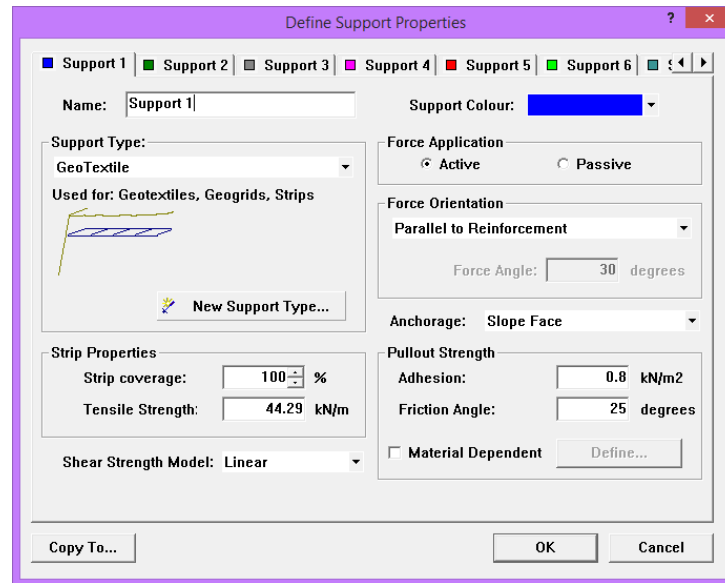 Define Support Properties ? ×
Support 1 Support 2 Support 3 Support 4 Support 5 Support 6
Name: Support 1 Support Colour:
Support Type:
GeoTextile
Used for: Geotextiles, Geogrids, Strips
New Support Type...
Force Application
Active Passive
Force Orientation
Parallel to Reinforcement
Force Angle: 30 degrees
Anchorage: Slope Face
Strip Properties
Strip coverage: 100 %
Tensile Strength: 44.29 kN/m
Shear Strength Model: Linear
Pullout Strength
Adhesion: 0.8 kN/m2
Friction Angle: 25 degrees
Material Dependent Define...
Copy To... OK Cancel